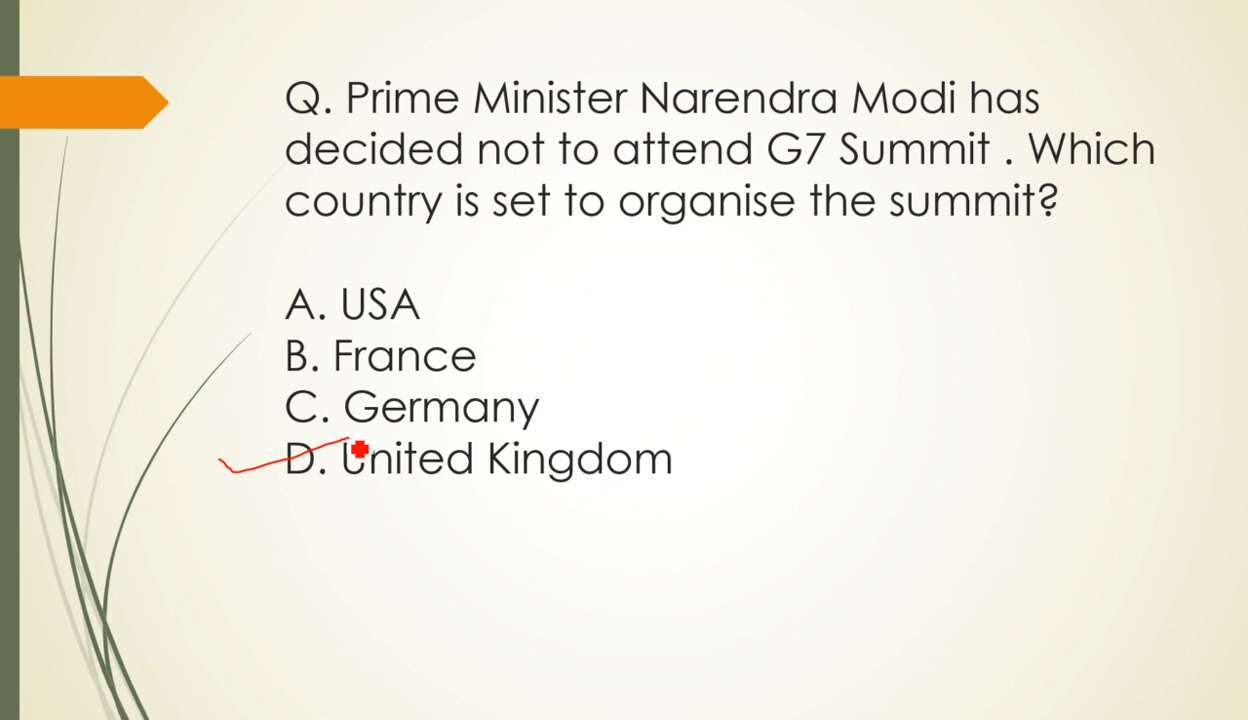 Q. Prime Minister Narendra Modi has
decided not to attend G7 Summit . Which
country is set to organise the summit?
A. USA
B. France
C. Germany
D. United Kingdom